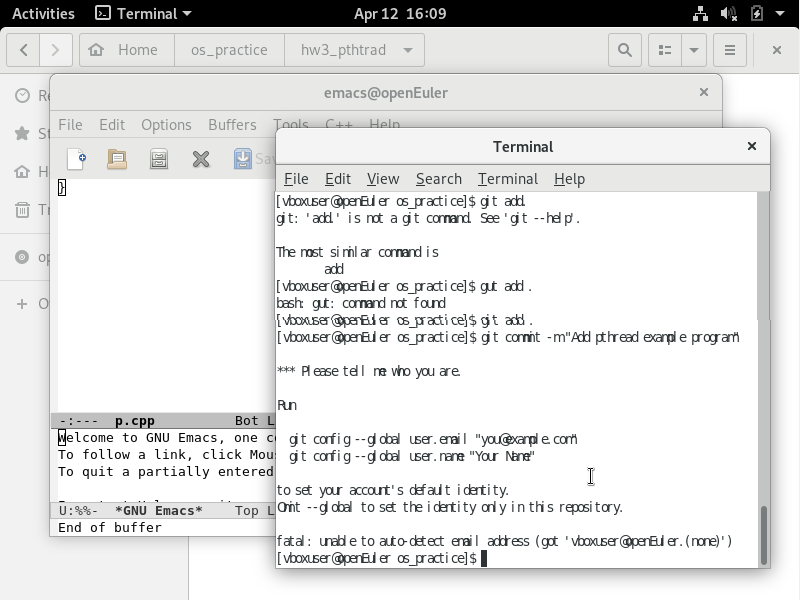 Activities Terminal Apr 12 16:09
Home os_practice hw3_pthtrad
emacs@openEuler
File Edit Options Buffers Tools C++ Help
}
-:--- p.cpp Bot L
Welcome to GNU Emacs, one c
To follow a link, click Mou
To quit a partially entered
U:%%- *GNU Emacs* Top L
End of buffer
Terminal
File Edit View Search Terminal Help
[vboxuser@openEuler os_practice]$ git add.
git: 'add.' is not a git command. See 'git --help'.
The most similar command is
add
[vboxuser@openEuler os_practice]$ gut add .
bash: gut: command not found
[vboxuser@openEuler os_practice]$ git add .
[vboxuser@openEuler os_practice]$ git commit -m "Add pthread example program"
*** Please tell me who you are.
Run
git config --global user.email "you@example.com"
git config --global user.name "Your Name"
to set your account's default identity.
Omit --global to set the identity only in this repository.
fatal: unable to auto-detect email address (got 'vboxuser@openEuler.(none)')
[vboxuser@openEuler os_practice]$